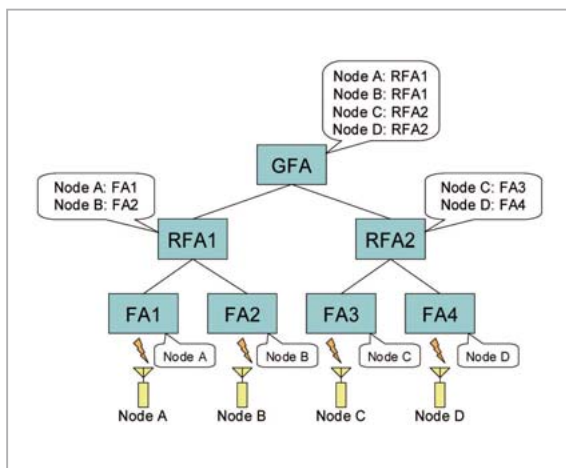 Node A: RFA1
Node B: RFA1
Node C: RFA2
Node D: RFA2
GFA
Node A: FA1
Node B: FA2
Node C: FA3
Node D: FA4
RFA1
RFA2
FA1
FA2
FA3
FA4
Node A
Node B
Node C
Node D
Node A
Node B
Node C
Node D